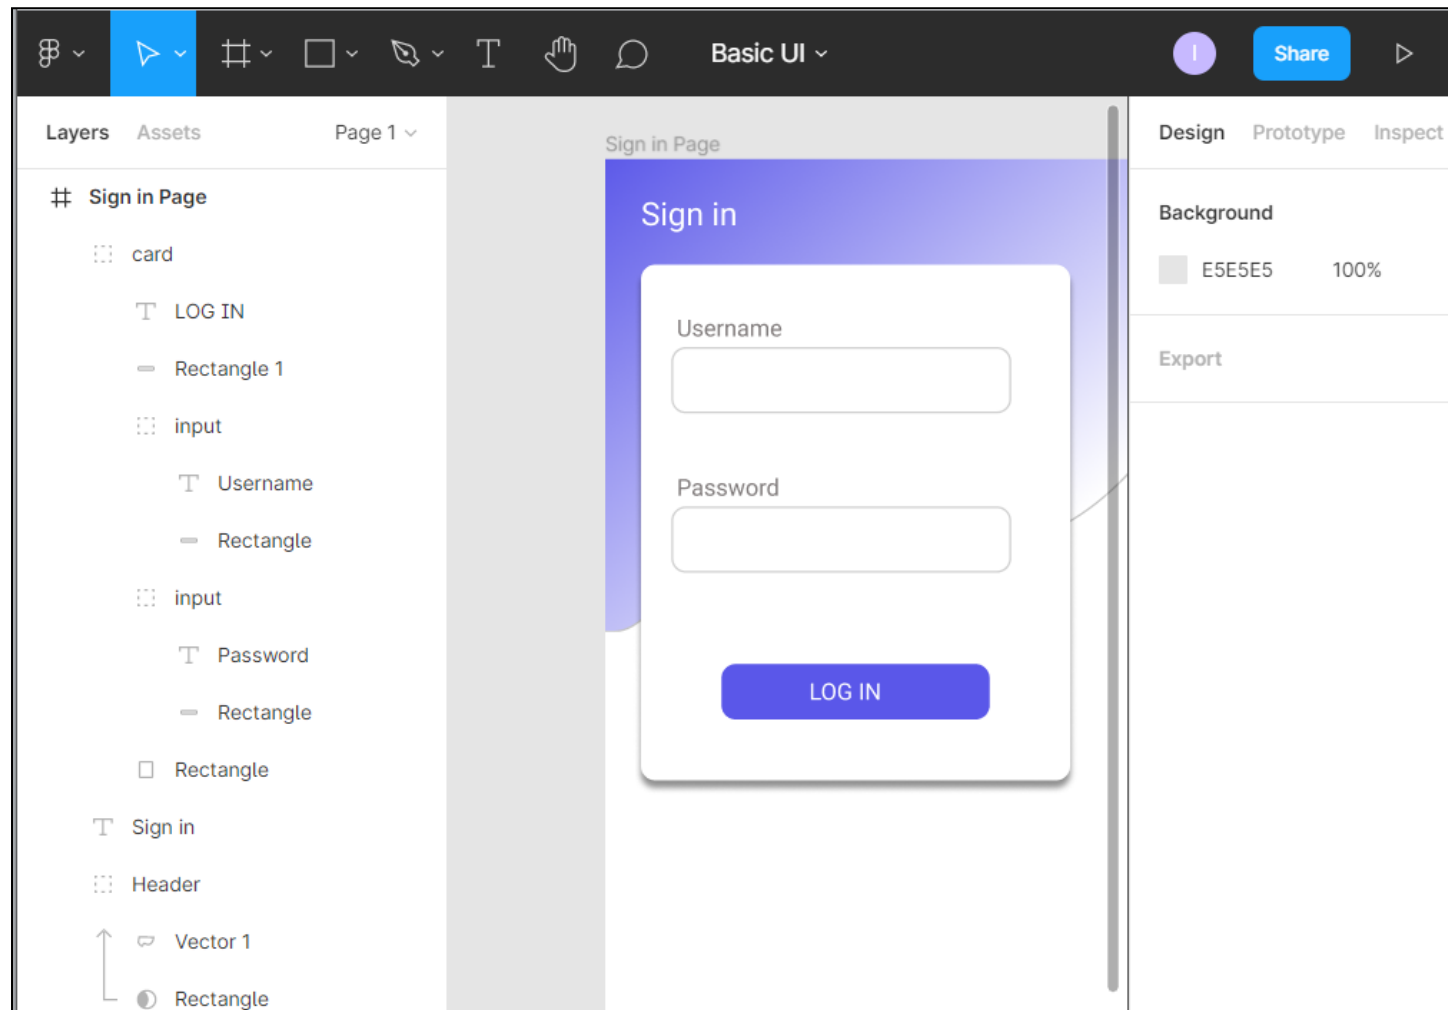 Basic UI
I
Share
Layers Assets Page 1
Sign in Page
card
LOG IN
Rectangle 1
input
Username
Rectangle
input
Password
Rectangle
Rectangle
Sign in
Header
Vector 1
Rectangle
Sign in Page
Sign in
Username
Password
LOG IN
Design Prototype Inspect
Background
E5E5E5 100%
Export